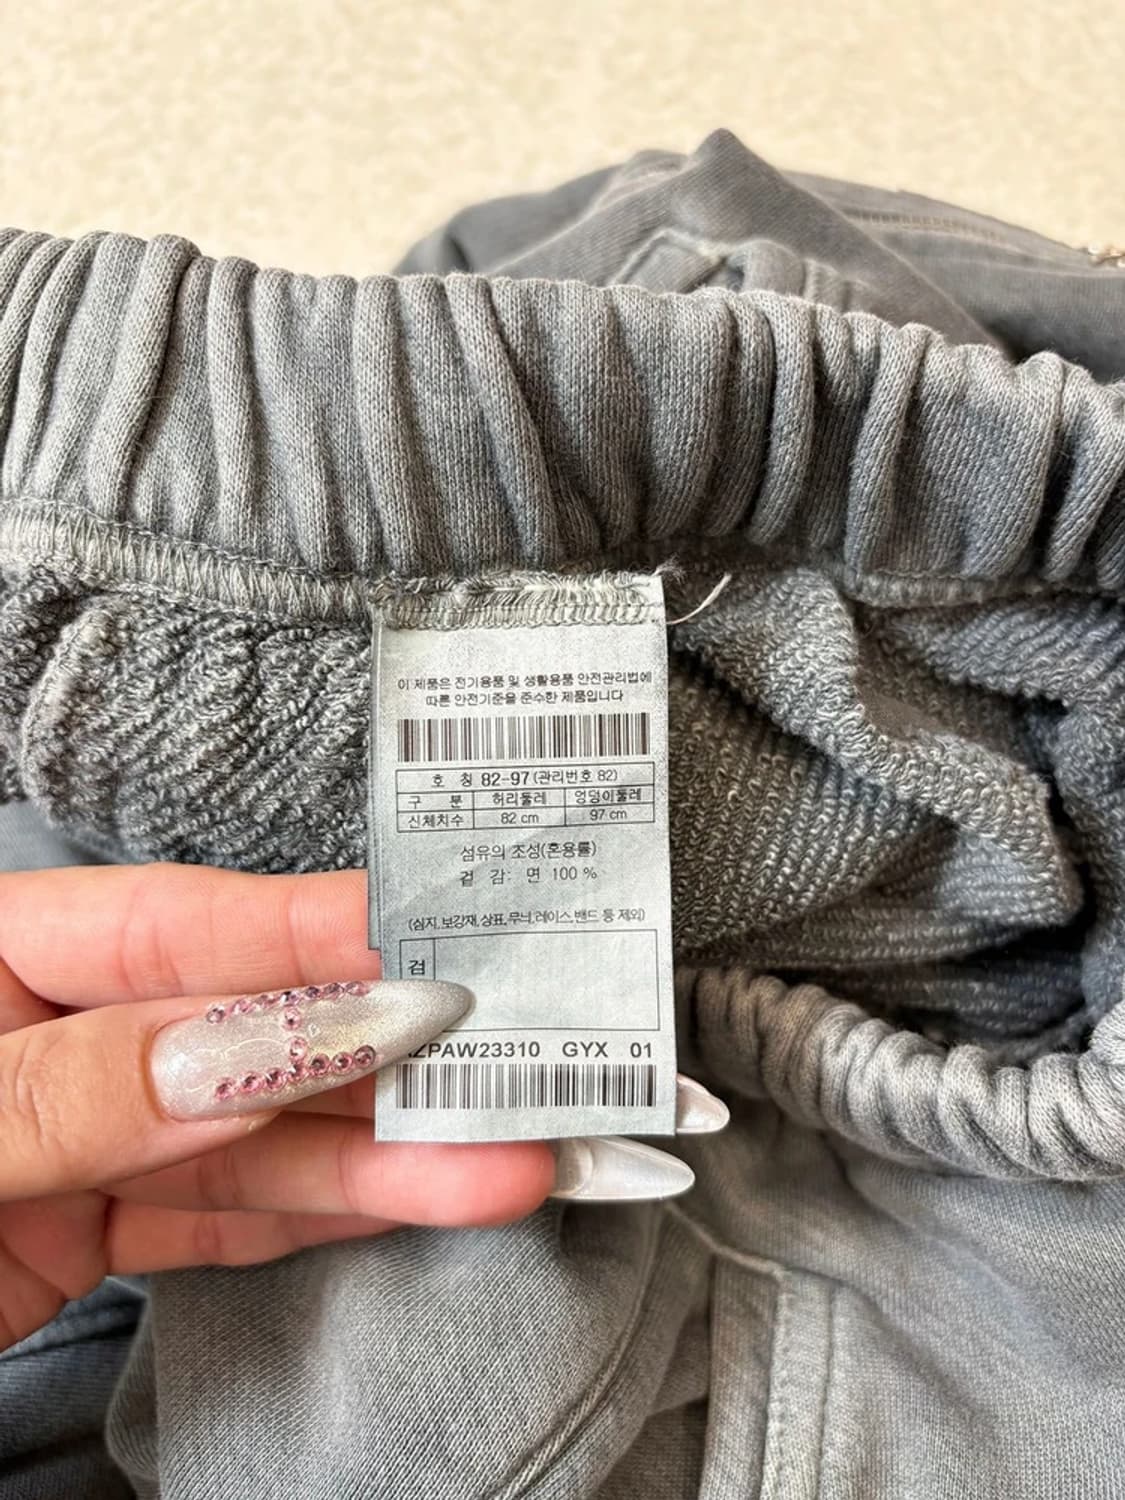 이 제품은 전기용품 및 생활용품 안전관리법에
따른 안전기준을 준수한 제품입니다
호 칭 82-97 (관리번호 82)
구 분 허리둘레 엉덩이둘레
신체치수 82 cm 97 cm
섬유의 조성(혼용률)
겉 감: 면 100 %
(심지, 보강재, 상표, 무늬, 레이스, 밴드 등 제외)
검
ZPAW23310 GYX 01